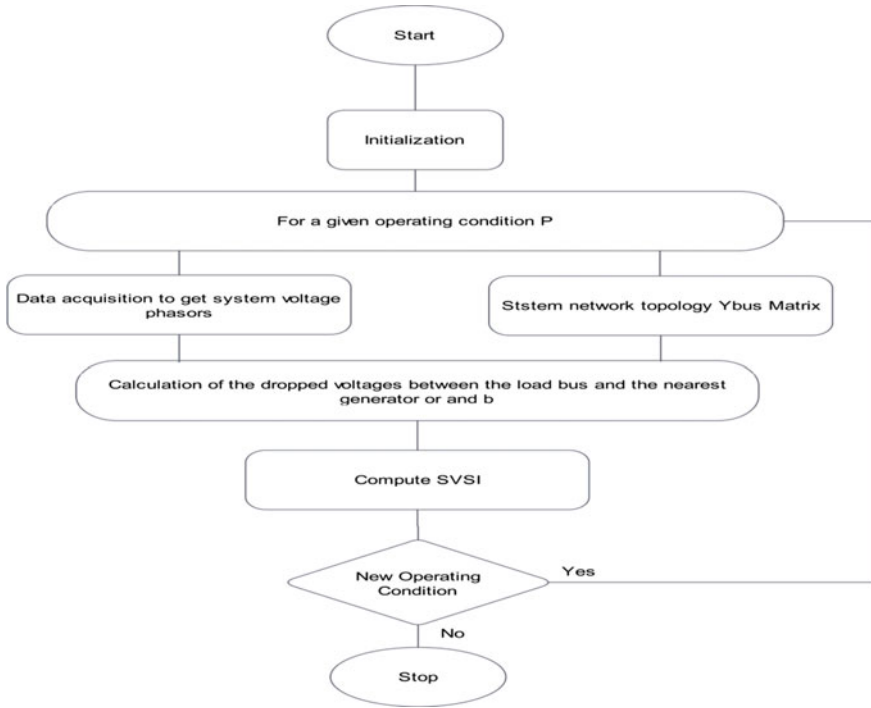 Start
Initialization
For a given operating condition P
Data acquisition to get system voltage
phasors
Ststem network topology Ybus Matrix
Calculation of the dropped voltages between the load bus and the nearest
generator or and b
Compute SVSI
New Operating
Condition
Yes
No
Stop